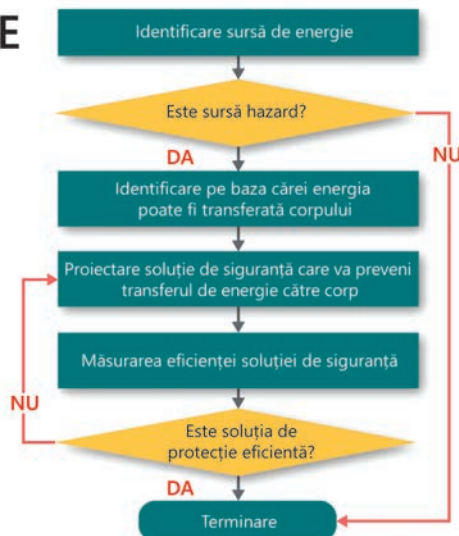 E
Identificare sursă de energie
Este sursă hazard?
DA
NU
Identificare pe baza cărei energia
poate fi transferată corpului
Proiectare soluție de siguranță care va preveni
transferul de energie către corp
Măsurarea eficienței soluției de siguranță
NU
Este soluția de
protecție eficientă?
DA
Terminare